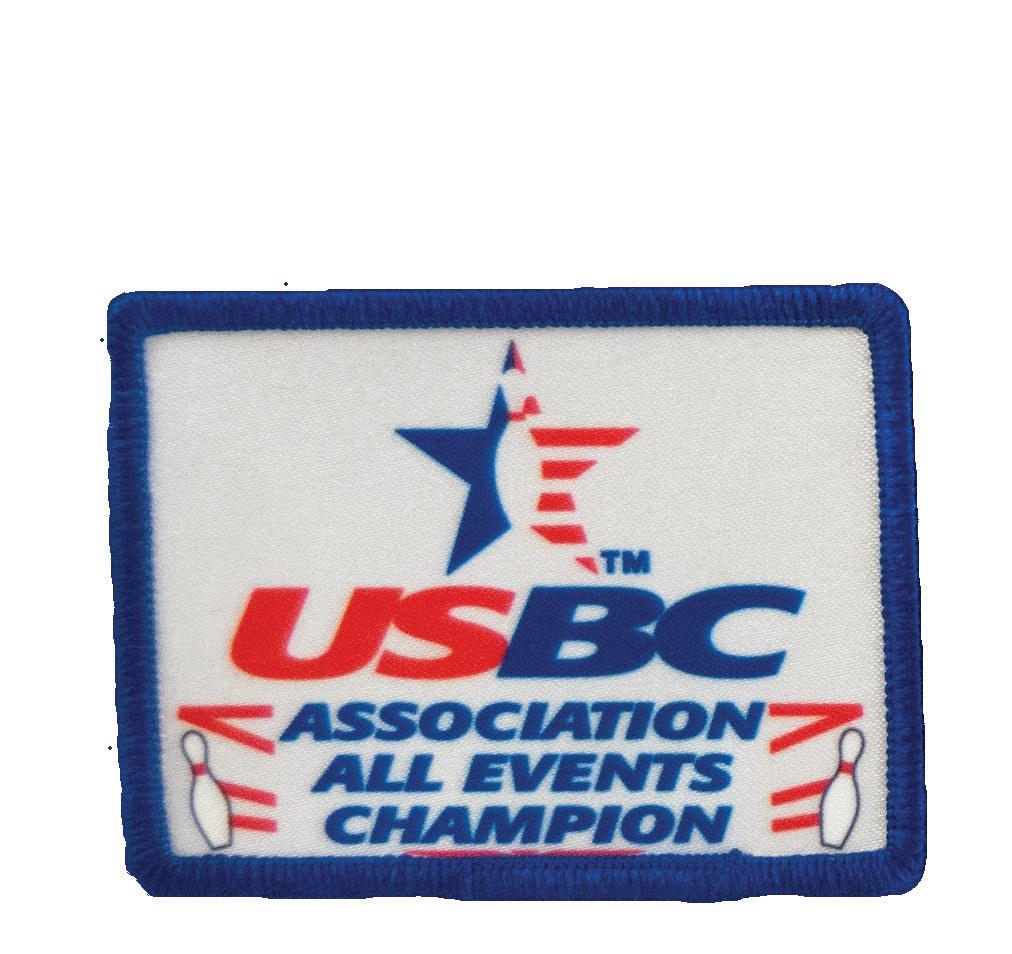 TM
USBC
ASSOCIATION
ALL EVENTS
CHAMPION